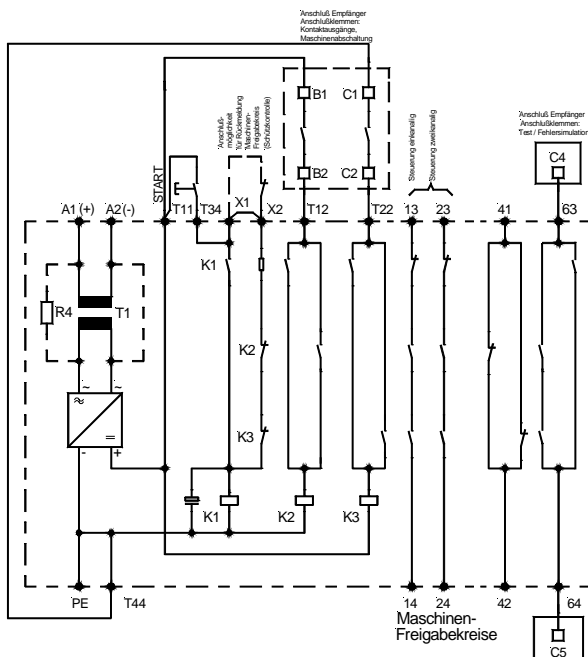 Anschluß Empfänger
Anschlußklemmen:
Kontaktausgänge,
Maschinenabschaltung
B1
C1
B2
C2
Anschluß-
möglichkeit
für Rückmeldung
Maschinen-
Freigabekreis
(Schützkontrolle)
Steuerung einkanalig
Steuerung zweikanalig
Anschluß Empfänger
Anschlußklemmen:
Test / Fehlersimulation
C4
START
A1 (+)
A2 (-)
T11
T34
X1
X2
T12
T22
13
23
41
63
K1
R4
T1
K2
K3
~
~
≈
=
-
+
K1
K2
K3
PE
T44
14
24
42
64
Maschinen-
Freigabekreise
C5